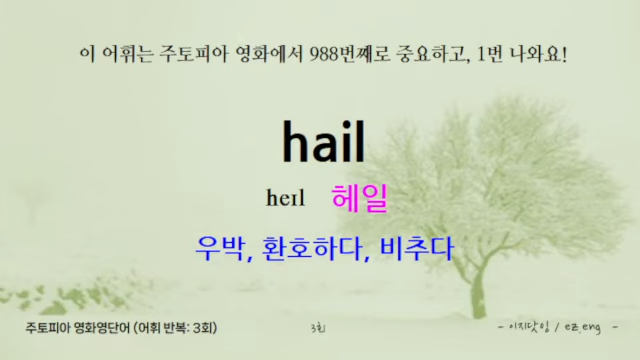 이 어휘는 주토피아 영화에서 988번째로 중요하고, 1번 나와요!
hail
heɪl 헤일
우박, 환호하다, 비추다
주토피아 영화영단어 (어휘 반복: 3회) 3회 - 이지닷잉 / ez.eng -